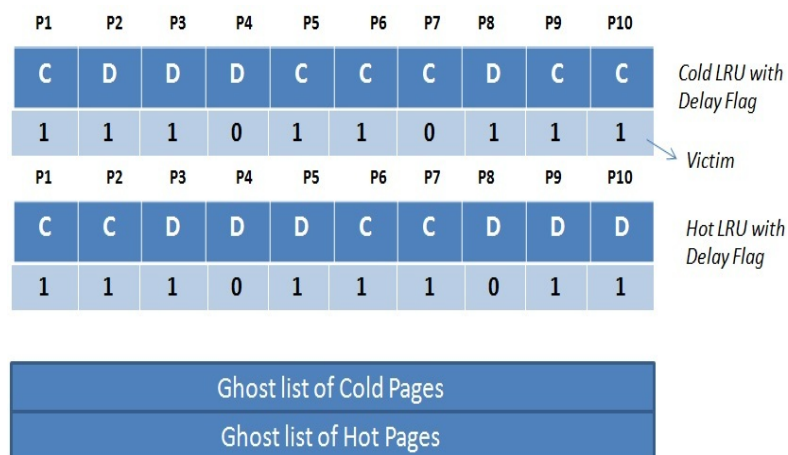 P1 P2 P3 P4 P5 P6 P7 P8 P9 P10
C D D D C C C D C C
Cold LRU with
Delay Flag
1 1 1 0 1 1 0 1 1 1
Victim
P1 P2 P3 P4 P5 P6 P7 P8 P9 P10
C C D D D C C D D D
Hot LRU with
Delay Flag
1 1 1 0 1 1 1 0 1 1
Ghost list of Cold Pages
Ghost list of Hot Pages